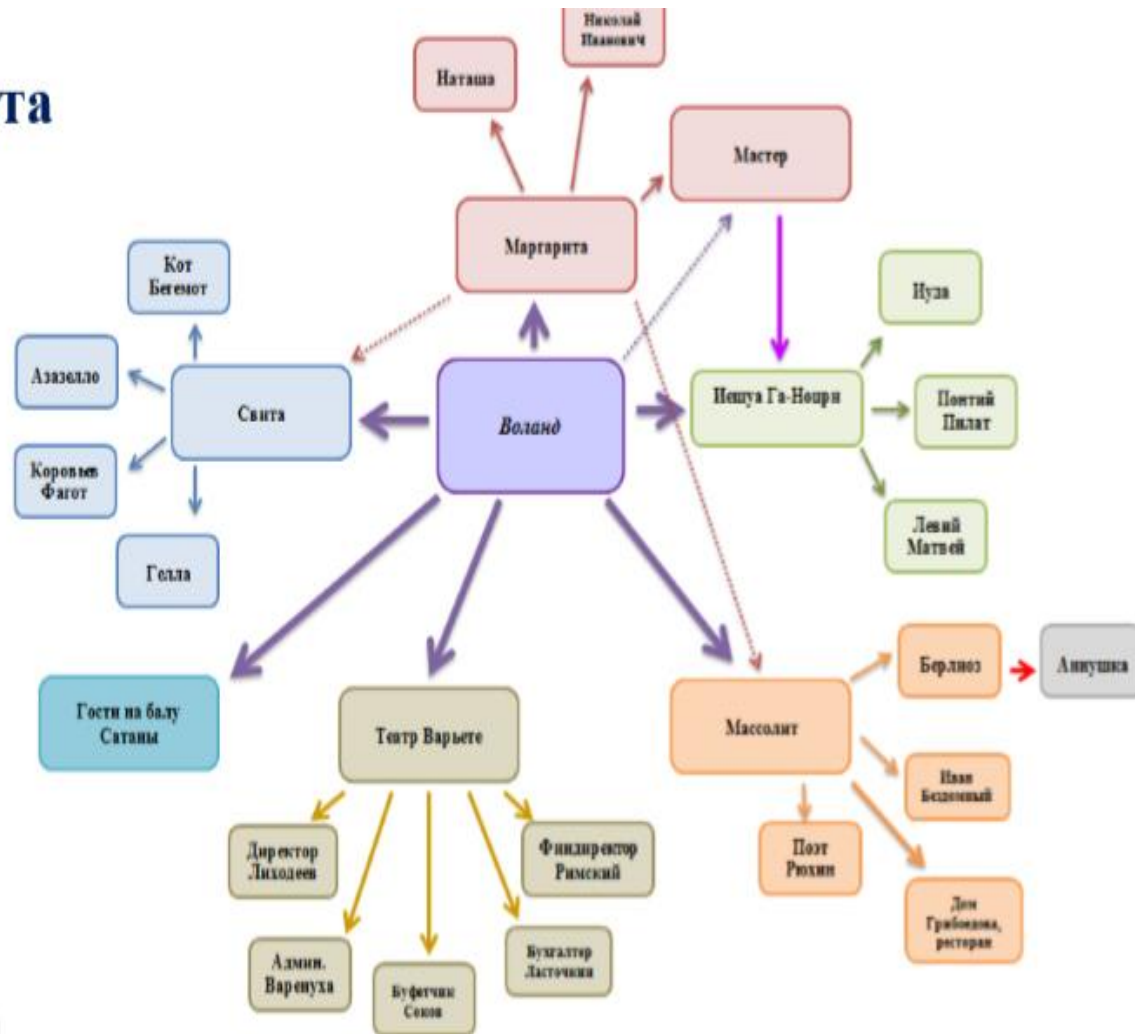 та
Николай
Иванович
Наташа
Мастер
Маргарита
Кот
Бегемот
Иуда
Азазелло
Свита
Воланд
Иешуа Га-Ноцри
Понтий
Пилат
Коровьев
Фагот
Левий
Матвей
Гелла
Берлиоз
Аннушка
Гости на балу
Сатаны
Театр Варьете
Массолит
Иван
Бездомный
Директор
Лиходеев
Финдиректор
Римский
Поэт
Рюхин
Дом
Грибоедова,
ресторан
Админ.
Варенуха
Буфетчик
Соков
Бухгалтер
Ласточкин